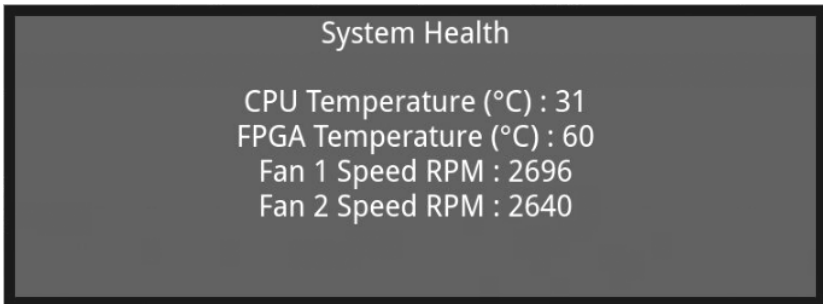 System Health
CPU Temperature (°C) : 31
FPGA Temperature (°C) : 60
Fan 1 Speed RPM : 2696
Fan 2 Speed RPM : 2640